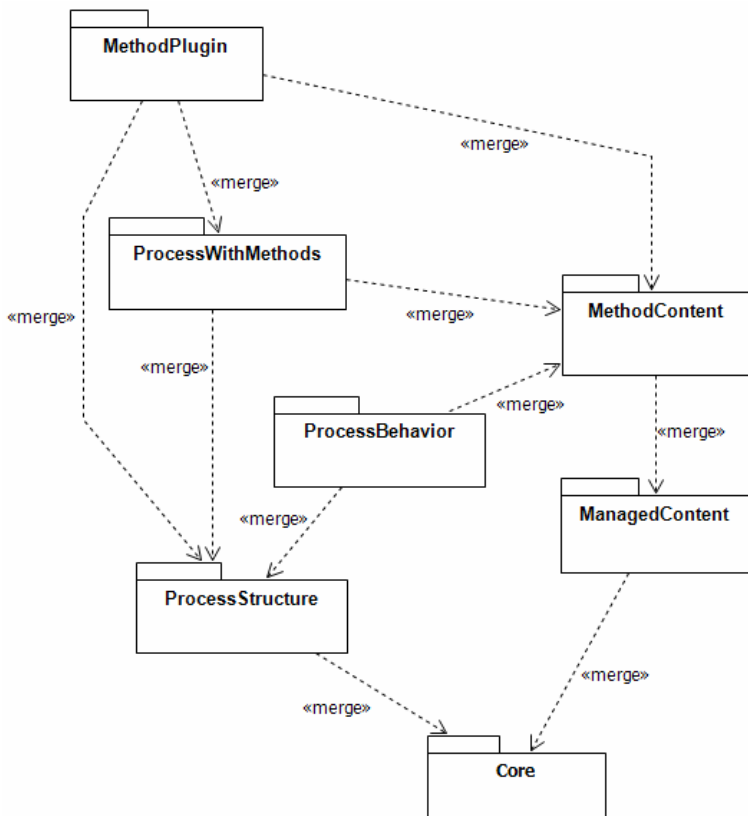 MethodPlugin
«merge»
«merge»
ProcessWithMethods
MethodContent
«merge»
«merge»
«merge»
«merge»
ProcessBehavior
«merge»
ManagedContent
«merge»
ProcessStructure
«merge»
«merge»
Core